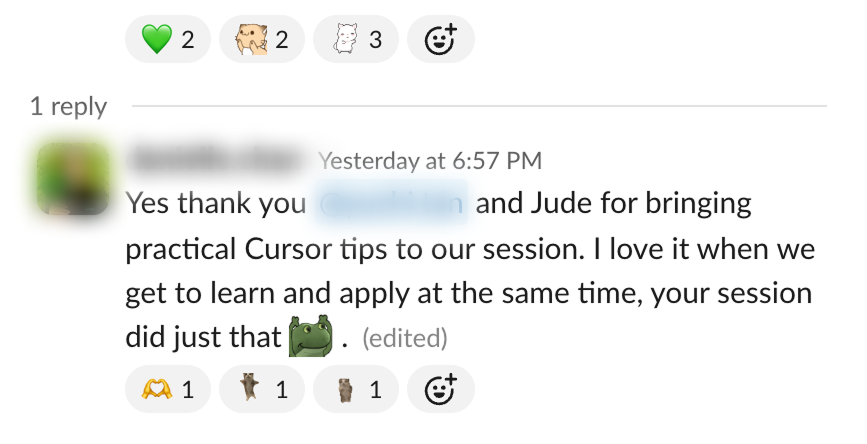 2 2 3
1 reply
Yesterday at 6:57 PM
Yes thank you and Jude for bringing
practical Cursor tips to our session. I love it when we
get to learn and apply at the same time, your session
did just that . (edited)
1 1 1